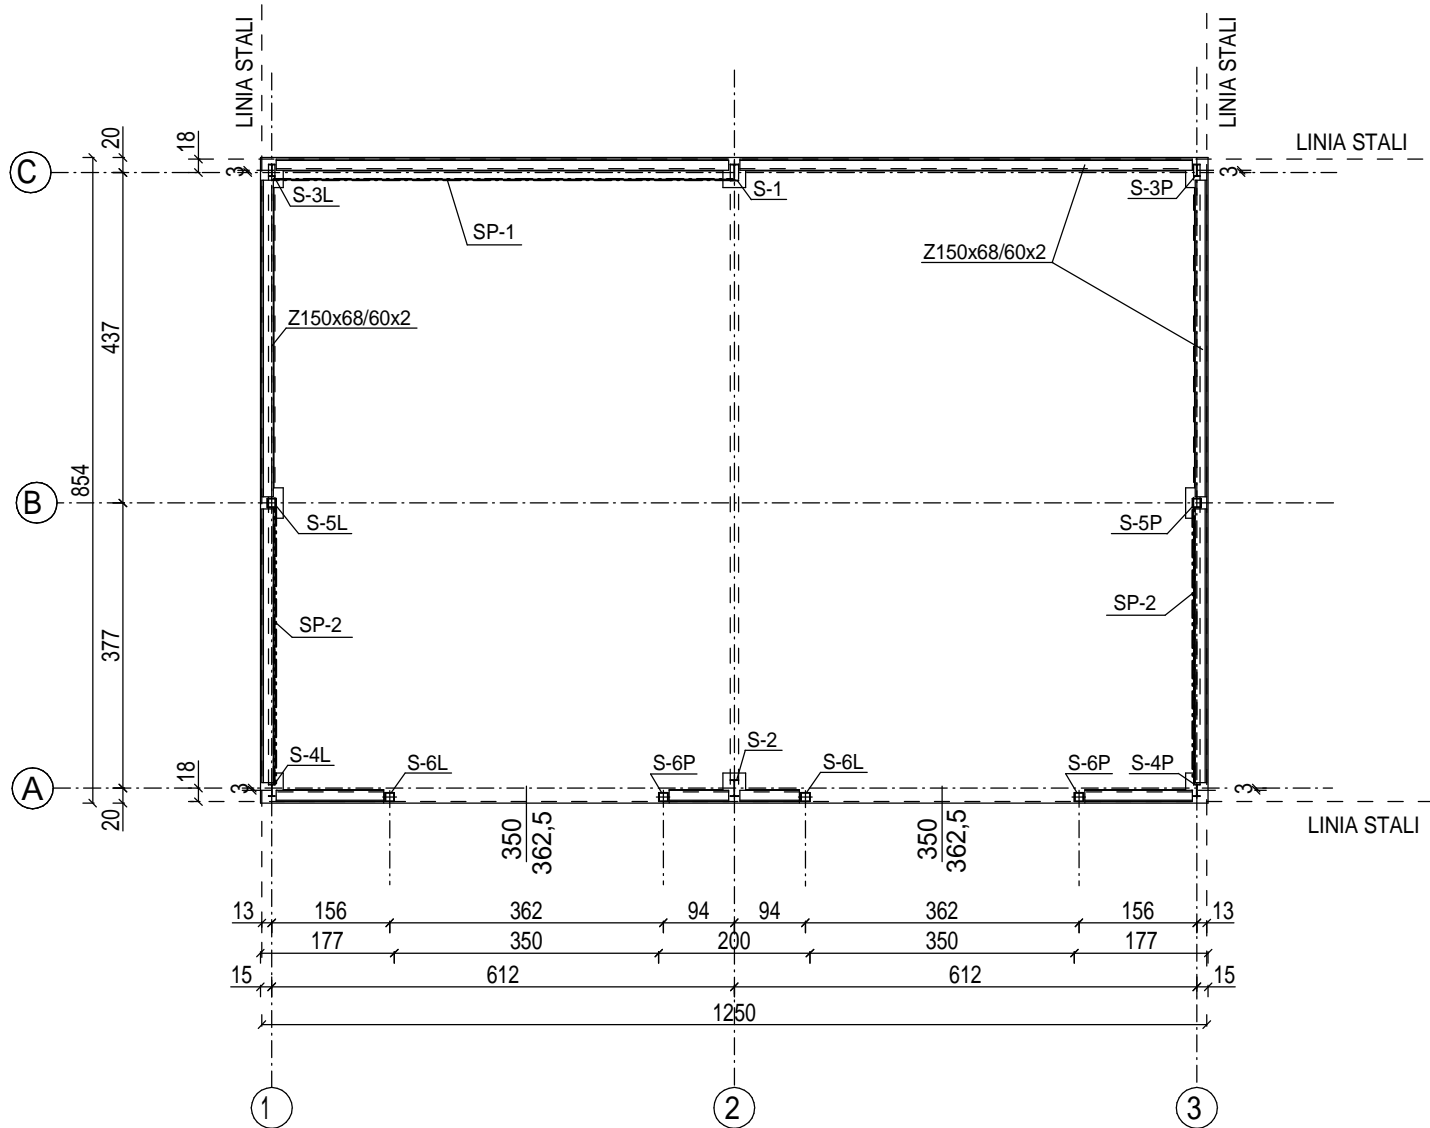 LINIA STALI
LINIA STALI
LINIA STALI
20
18
3
C
3
S-3L
S-1
S-3P
SP-1
Z150x68/60x2
Z150x68/60x2
437
854
B
S-5L
S-5P
SP-2
SP-2
377
S-2
S-4L
S-6L
S-6P
S-6L
S-6P
S-4P
18
3
A
3
20
350
362,5
350
362,5
LINIA STALI
13
156
362
94
94
362
156
13
177
350
200
350
177
15
612
612
15
1250
1
2
3